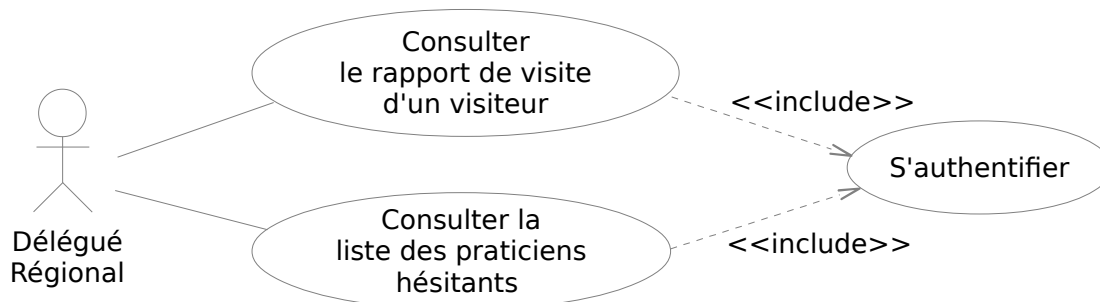 Consulter
le rapport de visite
d'un visiteur
<<include>>
S'authentifier
Consulter la
liste des praticiens
hésitants
<<include>>
Délégué
Régional